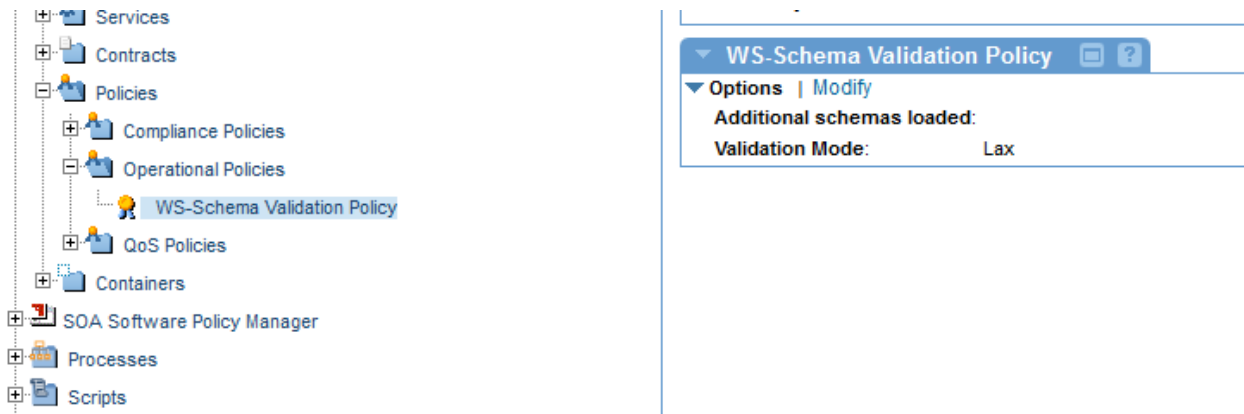 Services
Contracts
Policies
Compliance Policies
Operational Policies
WS-Schema Validation Policy
QoS Policies
Containers
SOA Software Policy Manager
Processes
Scripts
WS-Schema Validation Policy ?
Options | Modify
Additional schemas loaded:
Validation Mode: Lax